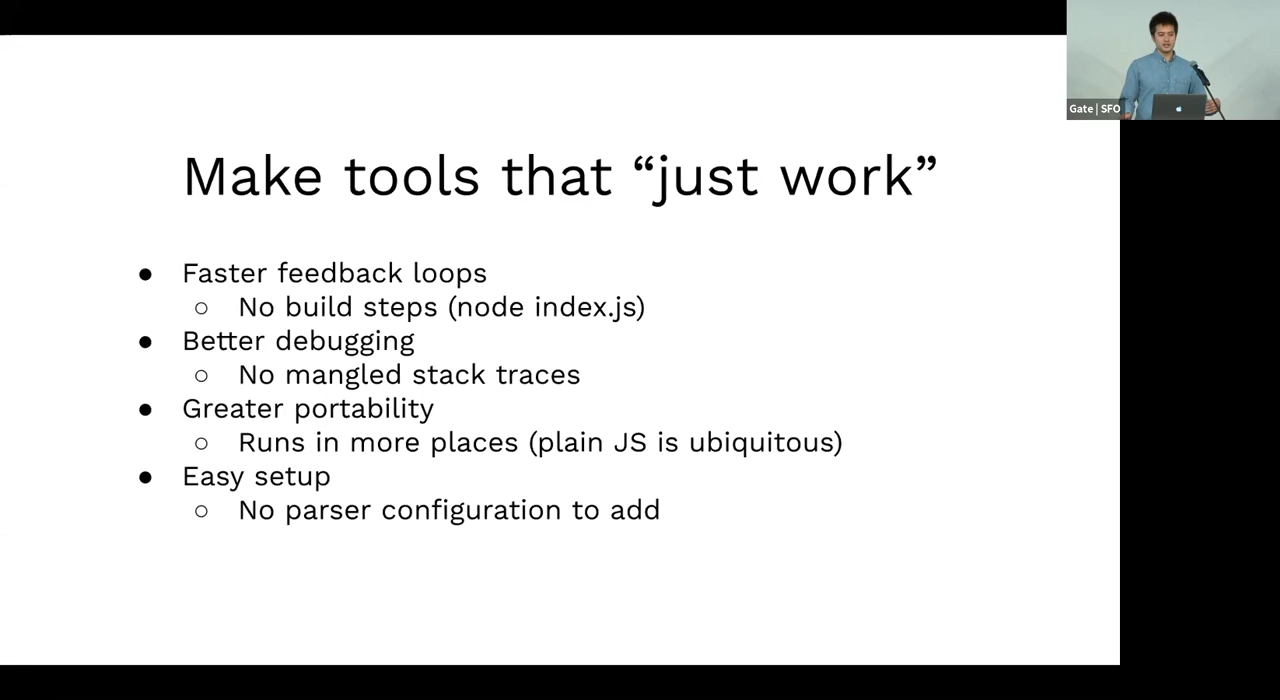 Make tools that “just work”
● Faster feedback loops
○ No build steps (node index.js)
● Better debugging
○ No mangled stack traces
● Greater portability
○ Runs in more places (plain JS is ubiquitous)
● Easy setup
○ No parser configuration to add
Gate | SFO